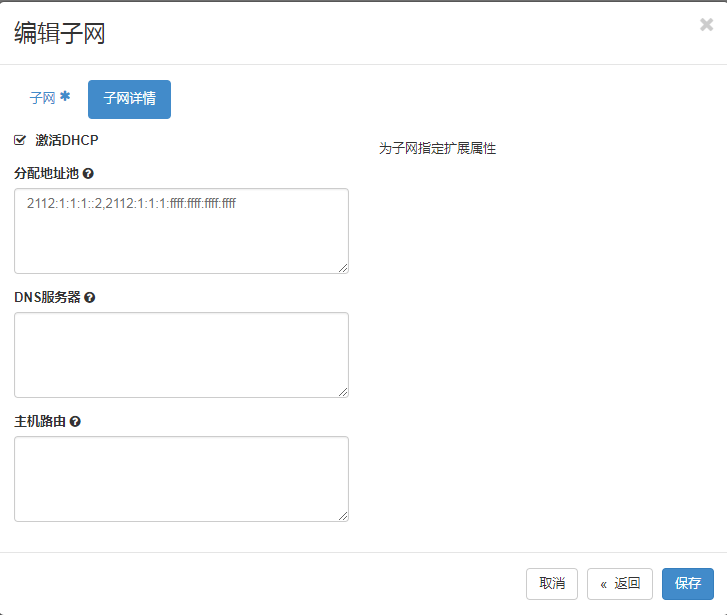 编辑子网
×
子网 *
子网详情
激活DHCP
为子网指定扩展属性
分配地址池
2112:1:1:1::2,2112:1:1:1:ffff:ffff:ffff:ffff
DNS服务器
主机路由
取消
« 返回
保存